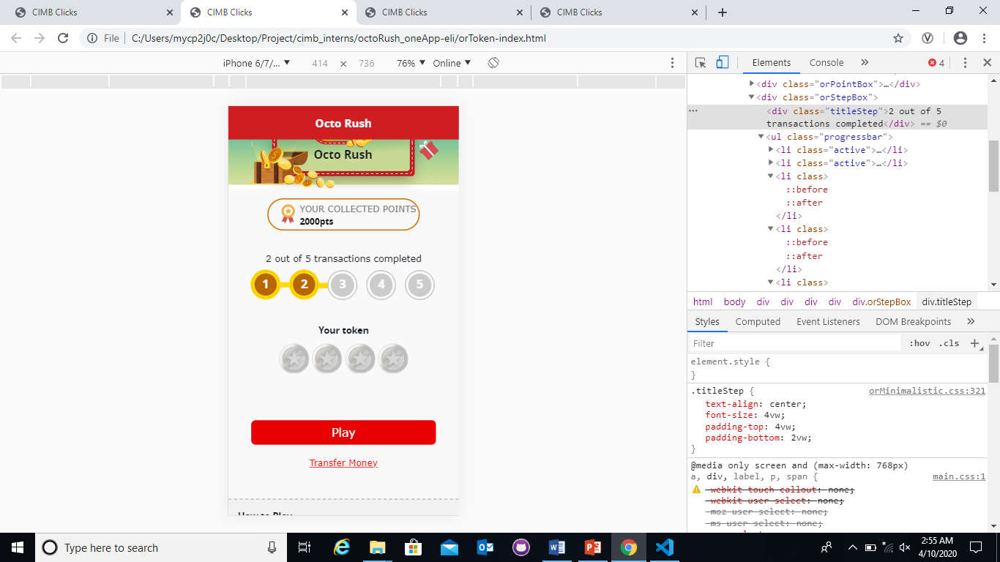 CIMB Clicks
CIMB Clicks
CIMB Clicks
CIMB Clicks
File
C:/Users/mycp2j0c/Desktop/Project/cimb_interns/octoRush_oneApp-eli/orToken-index.html
iPhone 6/7/... ▼ 414 × 736 76% ▼ Online ▼
Elements Console » 4
Octo Rush
Octo Rush
YOUR COLLECTED POINTS
2000pts
2 out of 5 transactions completed
1 2 3 4 5
Your token
Play
Transfer Money
How to Play
<div class="orPointBox">…</div>
<div class="orStepBox">
<div class="titleStep">2 out of 5
transactions completed</div> == $0
<ul class="progressbar">
<li class="active">…</li>
<li class="active">…</li>
<li class>
::before
::after
</li>
<li class>
::before
::after
</li>
<li class>
html body div div div div div.orStepBox div.titleStep
Styles Computed Event Listeners DOM Breakpoints »
Filter :hov .cls +
element.style {
}
.titleStep { orMinimalistic.css:321
text-align: center;
font-size: 4vw;
padding-top: 4vw;
padding-bottom: 2vw;
}
@media only screen and (max-width: 768px)
a, div, label, p, span { main.css:1
-webkit-touch-callout: none;
-webkit-user-select: none;
-moz-user-select: none;
-ms-user-select: none;
Type here to search
2:55 AM
4/10/2020